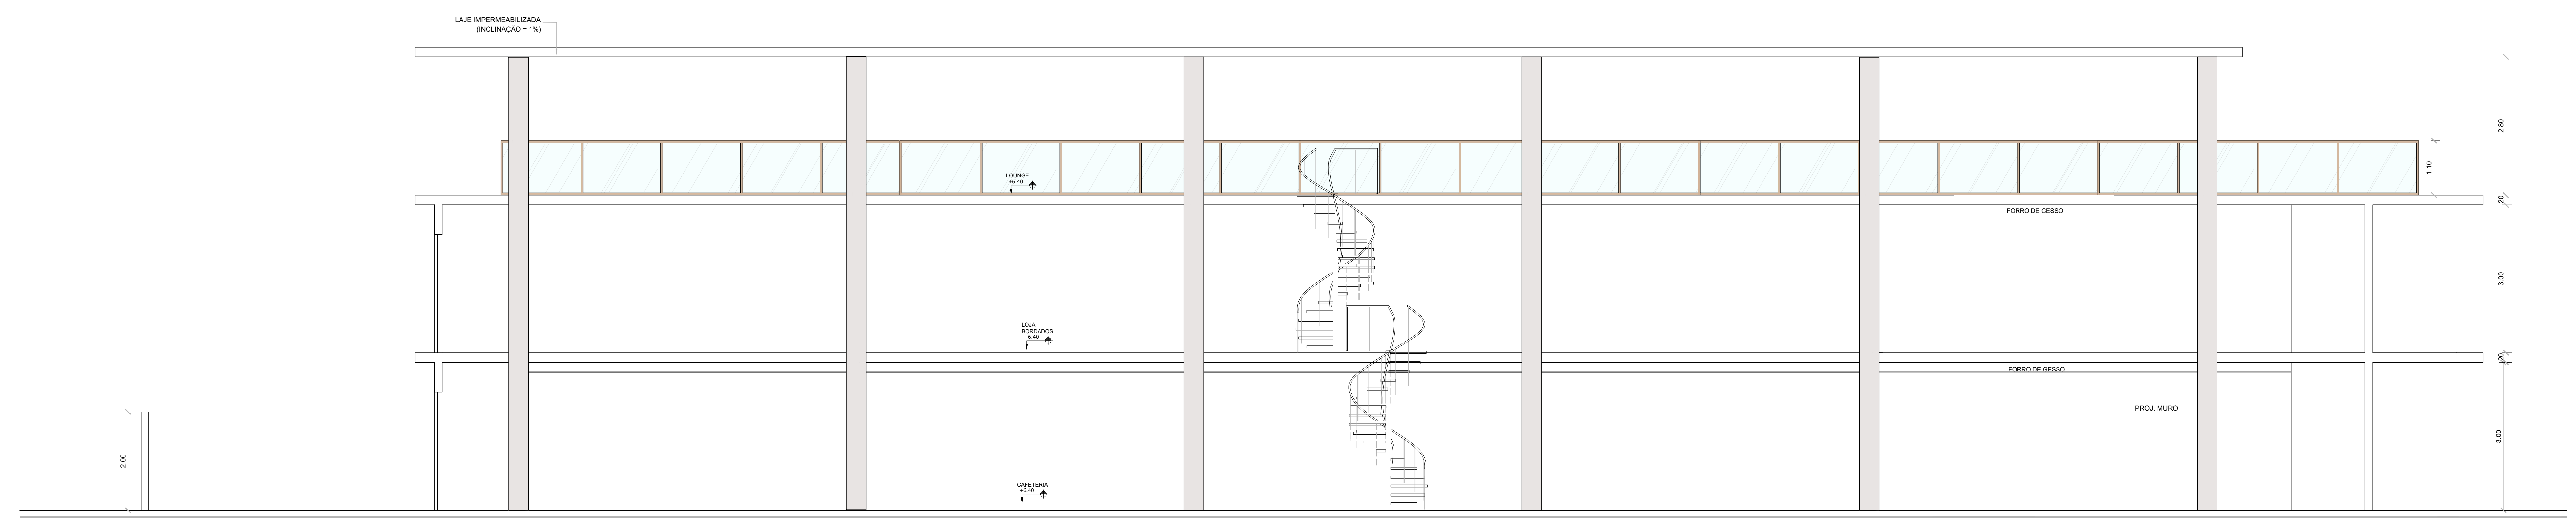 LAJE IMPERMEABILIZADA
(INCLINAÇÃO = 1%)
2.80
1.10
LOUNGE
+6.40
.20
FORRO DE GESSO
3.00
LOJA
BORDADOS
+6.40
.20
FORRO DE GESSO
PROJ. MURO
2.00
3.00
CAFETERIA
+6.40